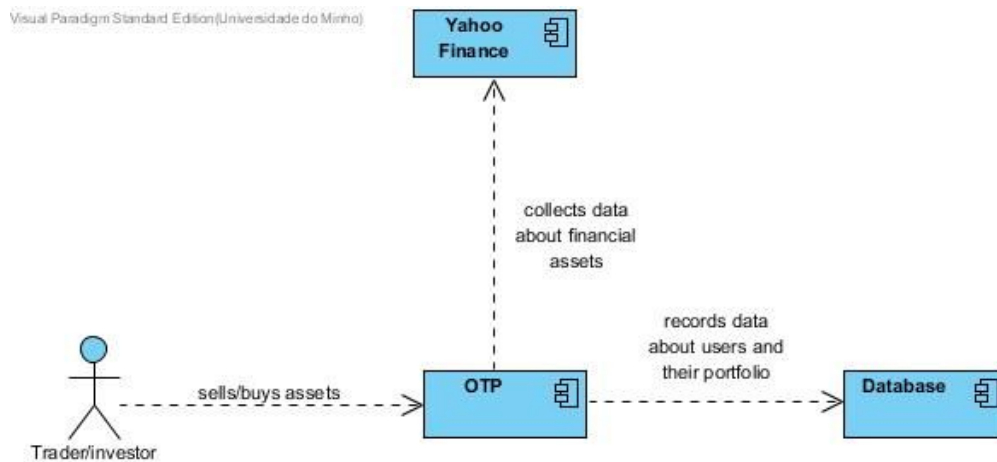 Visual Paradigm Standard Edition(Universidade do Minho)
Yahoo
Finance
collects data
about financial
assets
records data
about users and
their portfolio
sells/buys assets
OTP
Database
Trader/investor